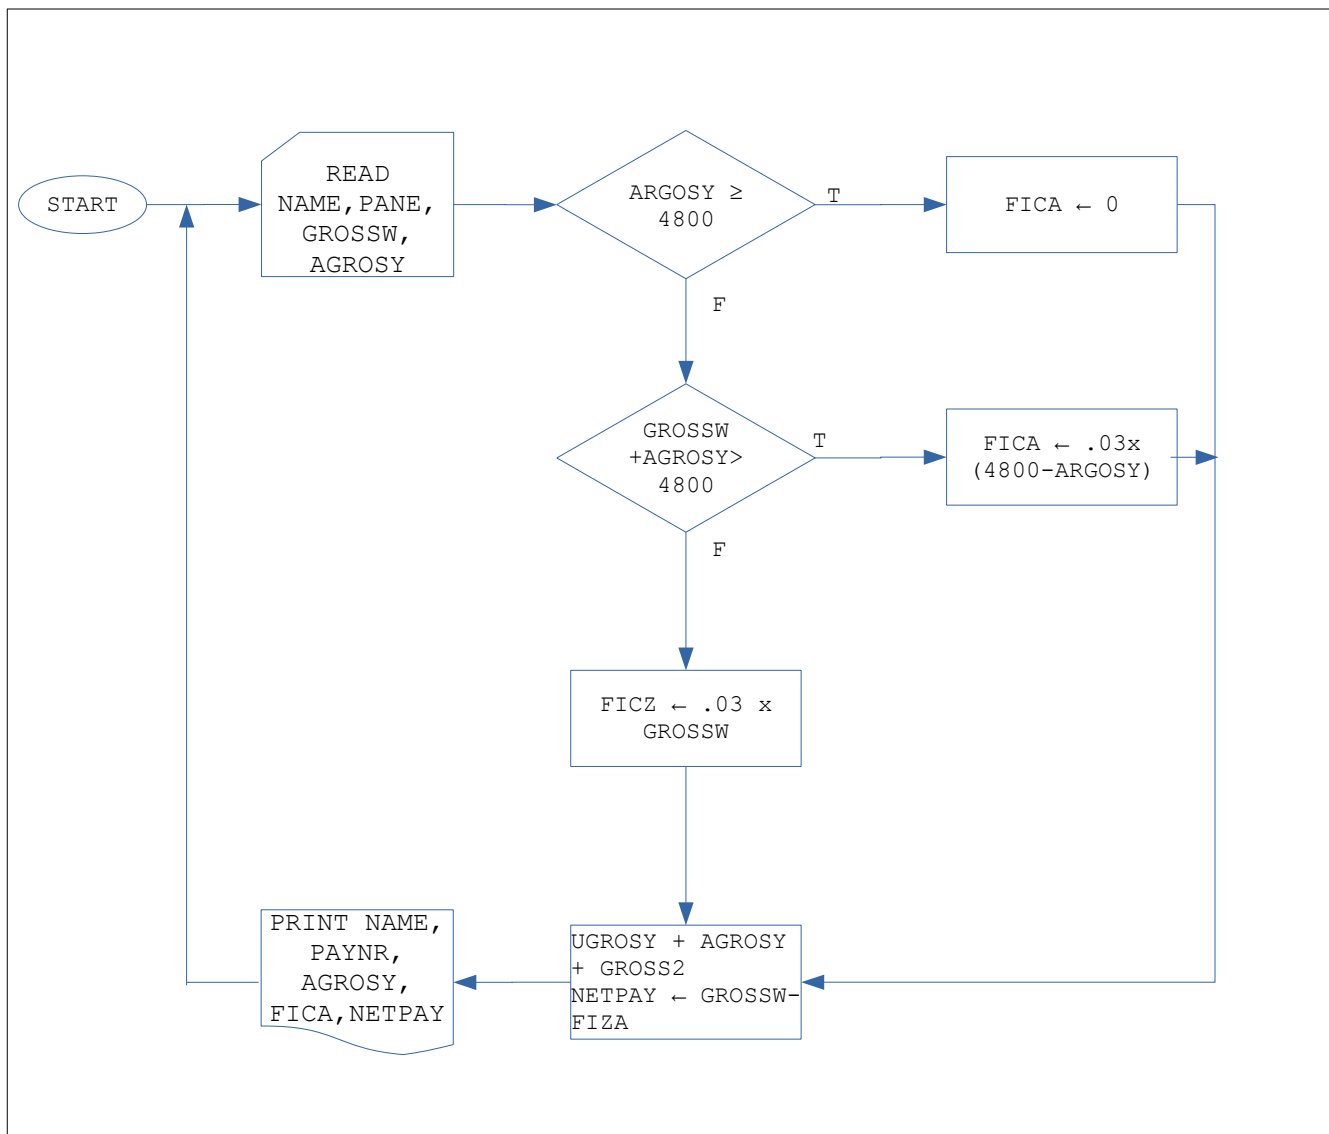 START
READ
NAME,PANE,
GROSSW,
AGROSY
ARGOSY ≥
4800
T
FICA ← 0
F
GROSSW
+AGROSY>
4800
T
FICA ← .03x
(4800-ARGOSY)
F
FICZ ← .03 x
GROSSW
UGROSY + AGROSY
+ GROSS2
NETPAY ← GROSSW-
FIZA
PRINT NAME,
PAYNR,
AGROSY,
FICA,NETPAY